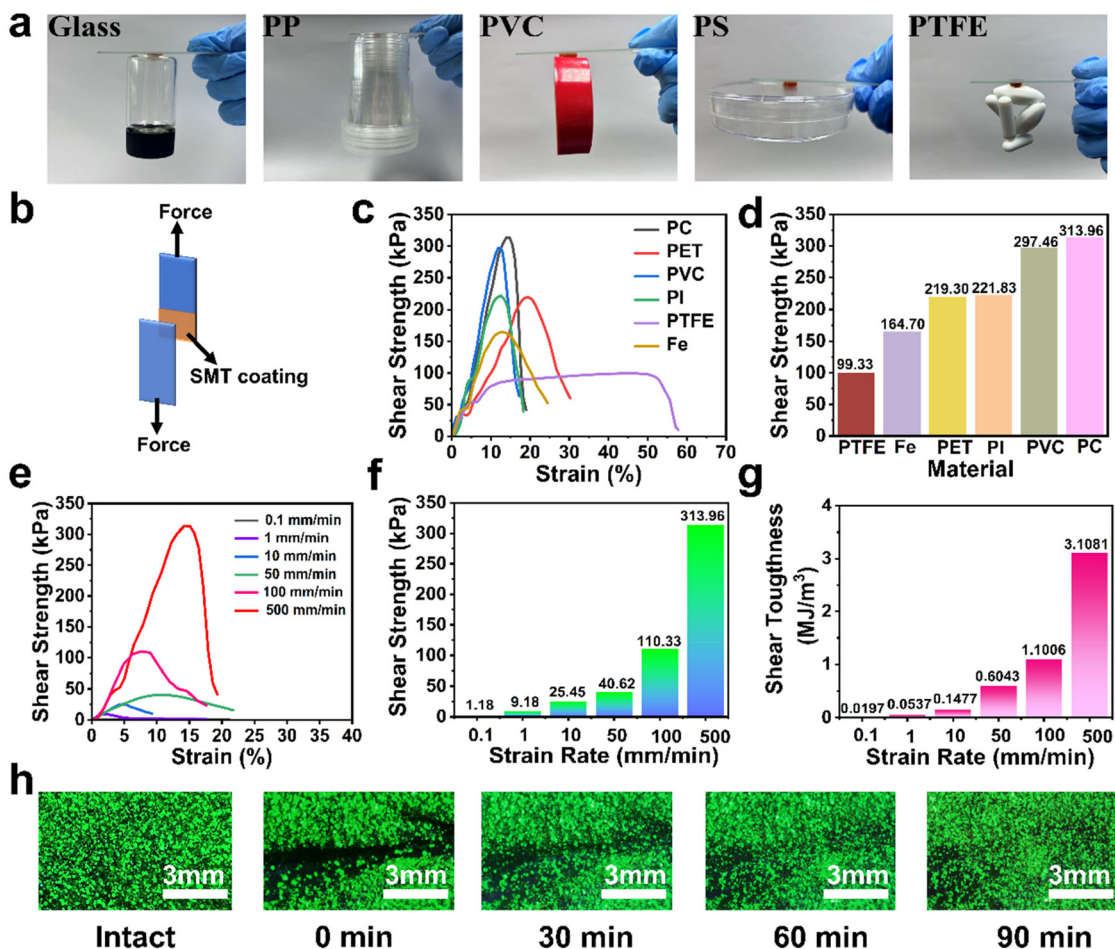 a
Glass
PP
PVC
PS
PTFE
b
Force
SMT coating
Force
c
Shear Strength (kPa)
350
300
250
200
150
100
50
0
0 10 20 30 40 50 60 70
Strain (%)
PC
PET
PVC
PI
PTFE
Fe
d
Shear Strength (kPa)
350
300
250
200
150
100
50
0
99.33
164.70
219.30
221.83
297.46
313.96
PTFE Fe PET PI PVC PC
Material
e
Shear Strength (kPa)
350
300
250
200
150
100
50
0
0 5 10 15 20 25 30 35 40
Strain (%)
0.1 mm/min
1 mm/min
10 mm/min
50 mm/min
100 mm/min
500 mm/min
f
Shear Strength (kPa)
350
300
250
200
150
100
50
0
1.18
9.18
25.45
40.62
110.33
313.96
0.1 1 10 50 100 500
Strain Rate (mm/min)
g
Shear Tougthness
(MJ/m³)
4
3
2
1
0
0.0197
0.0537
0.1477
0.6043
1.1006
3.1081
0.1 1 10 50 100 500
Strain Rate (mm/min)
h
3mm
3mm
3mm
3mm
3mm
Intact
0 min
30 min
60 min
90 min